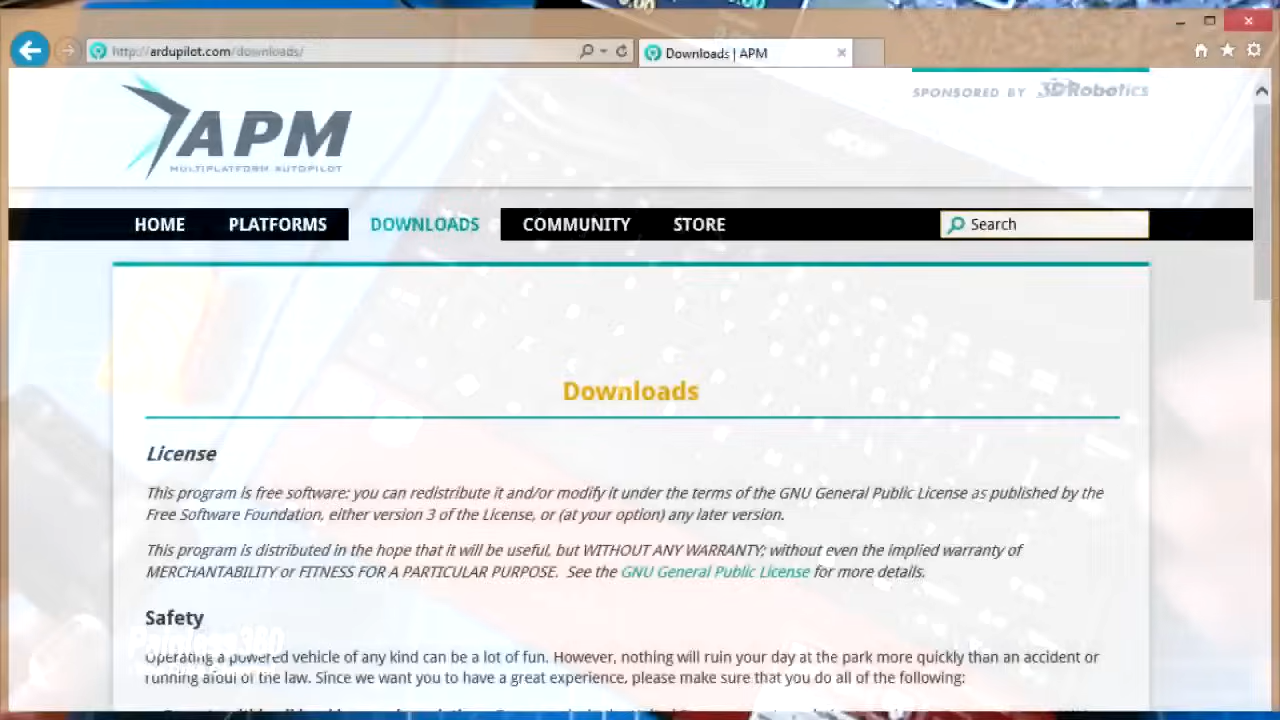 http://ardupilot.com/downloads/
Downloads | APM
APM
MULTIPLATFORM AUTOPILOT
SPONSORED BY 3DRobotics
HOME PLATFORMS DOWNLOADS COMMUNITY STORE Search
Downloads
License
This program is free software: you can redistribute it and/or modify it under the terms of the GNU General Public License as published by the
Free Software Foundation, either version 3 of the License, or (at your option) any later version.
This program is distributed in the hope that it will be useful, but WITHOUT ANY WARRANTY; without even the implied warranty of
MERCHANTABILITY or FITNESS FOR A PARTICULAR PURPOSE. See the GNU General Public License for more details.
Safety
Operating a powered vehicle of any kind can be a lot of fun. However, nothing will ruin your day at the park more quickly than an accident or
running afoul of the law. Since we want you to have a great experience, please make sure that you do all of the following: